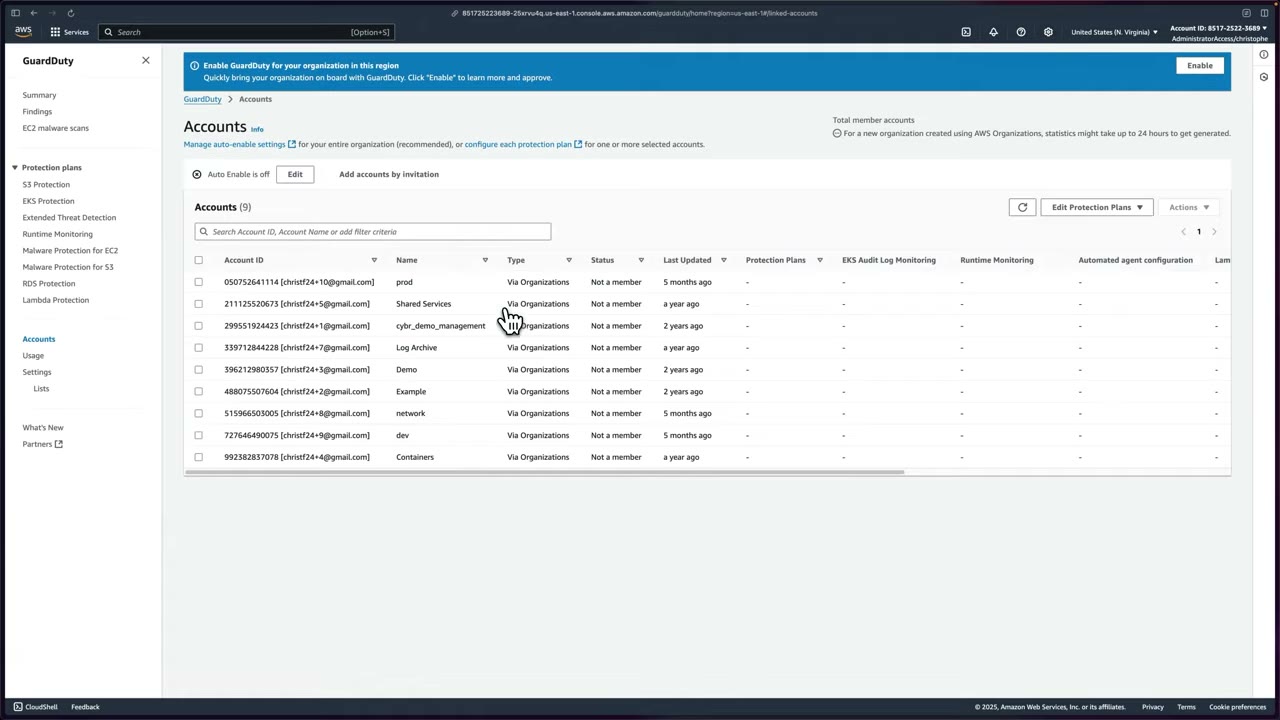 851725223689-25xrvu4q.us-east-1.console.aws.amazon.com/guardduty/home?region=us-east-1#/linked-accounts
aws Services Search [Option+S] United States (N. Virginia) Account ID: 8517-2522-3689
AdministratorAccess/christophe
GuardDuty
Summary
Findings
EC2 malware scans
Protection plans
S3 Protection
EKS Protection
Extended Threat Detection
Runtime Monitoring
Malware Protection for EC2
Malware Protection for S3
RDS Protection
Lambda Protection
Accounts
Usage
Settings
Lists
What's New
Partners
Enable GuardDuty for your organization in this region
Quickly bring your organization on board with GuardDuty. Click "Enable" to learn more and approve.
Enable
GuardDuty > Accounts
Accounts Info
Manage auto-enable settings for your entire organization (recommended), or configure each protection plan for one or more selected accounts.
Total member accounts
For a new organization created using AWS Organizations, statistics might take up to 24 hours to get generated.
Auto Enable is off Edit Add accounts by invitation
Accounts (9) Edit Protection Plans Actions
Search Account ID, Account Name or add filter criteria 1
Account ID Name Type Status Last Updated Protection Plans EKS Audit Log Monitoring Runtime Monitoring Automated agent configuration Lam
050752641114 [christf24+10@gmail.com] prod Via Organizations Not a member 5 months ago - - - - -
211125520673 [christf24+5@gmail.com] Shared Services Via Organizations Not a member a year ago - - - - -
299551924423 [christf24+1@gmail.com] cybr_demo_management Organizations Not a member 2 years ago - - - - -
339712844228 [christf24+7@gmail.com] Log Archive Via Organizations Not a member a year ago - - - - -
396212980357 [christf24+3@gmail.com] Demo Via Organizations Not a member 2 years ago - - - - -
488075507604 [christf24+2@gmail.com] Example Via Organizations Not a member 2 years ago - - - - -
515966503005 [christf24+8@gmail.com] network Via Organizations Not a member 5 months ago - - - - -
727646490075 [christf24+9@gmail.com] dev Via Organizations Not a member 5 months ago - - - - -
992382837078 [christf24+4@gmail.com] Containers Via Organizations Not a member a year ago - - - - -
CloudShell Feedback © 2025, Amazon Web Services, Inc. or its affiliates. Privacy Terms Cookie preferences